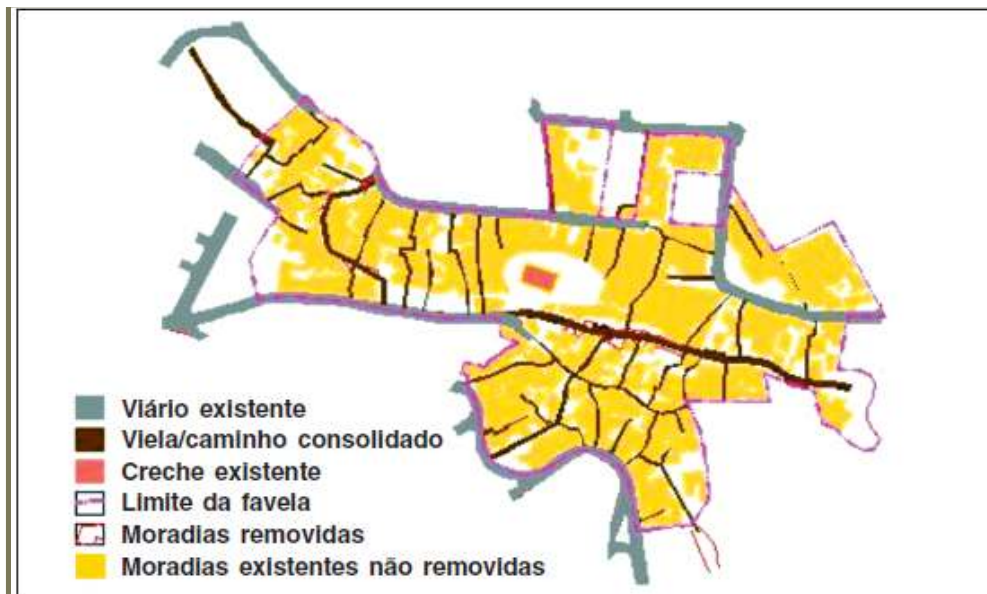 Viário existente
Viela/caminho consolidado
Creche existente
Limite da favela
Moradias removidas
Moradias existentes não removidas